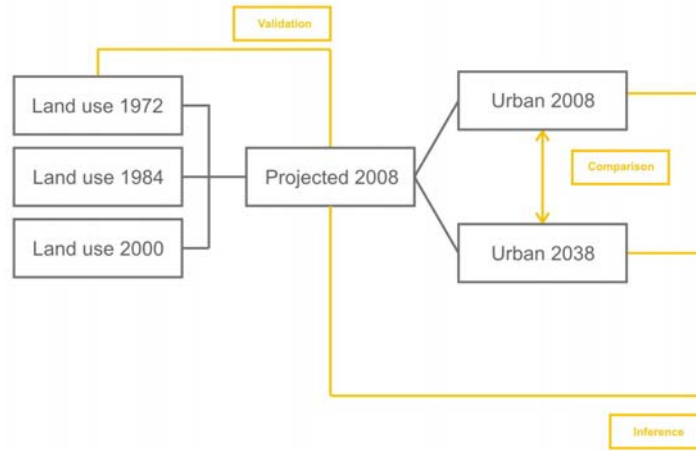 Validation
Land use 1972
Land use 1984
Land use 2000
Projected 2008
Urban 2008
Comparison
Urban 2038
Inference